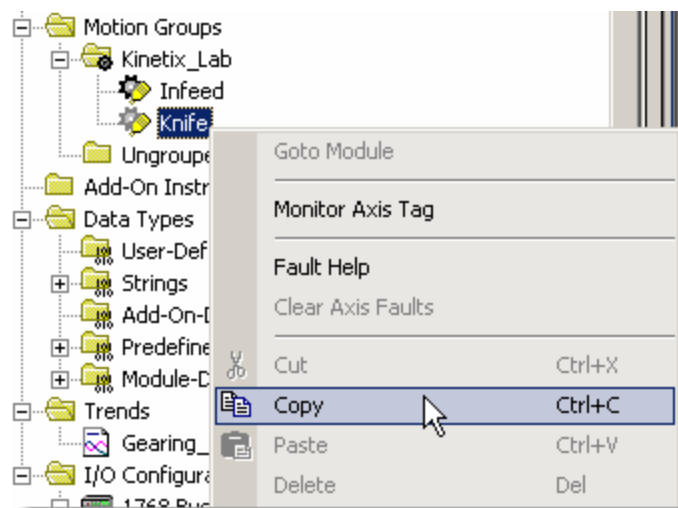 Motion Groups
Kinetix_Lab
Infeed
Knife
Ungroupe
Add-On Instr
Data Types
User-Def
Strings
Add-On-D
Predefine
Module-D
Trends
Gearing_
I/O Configura
1768 Bus
Goto Module
Monitor Axis Tag
Fault Help
Clear Axis Faults
Cut Ctrl+X
Copy Ctrl+C
Paste Ctrl+V
Delete Del